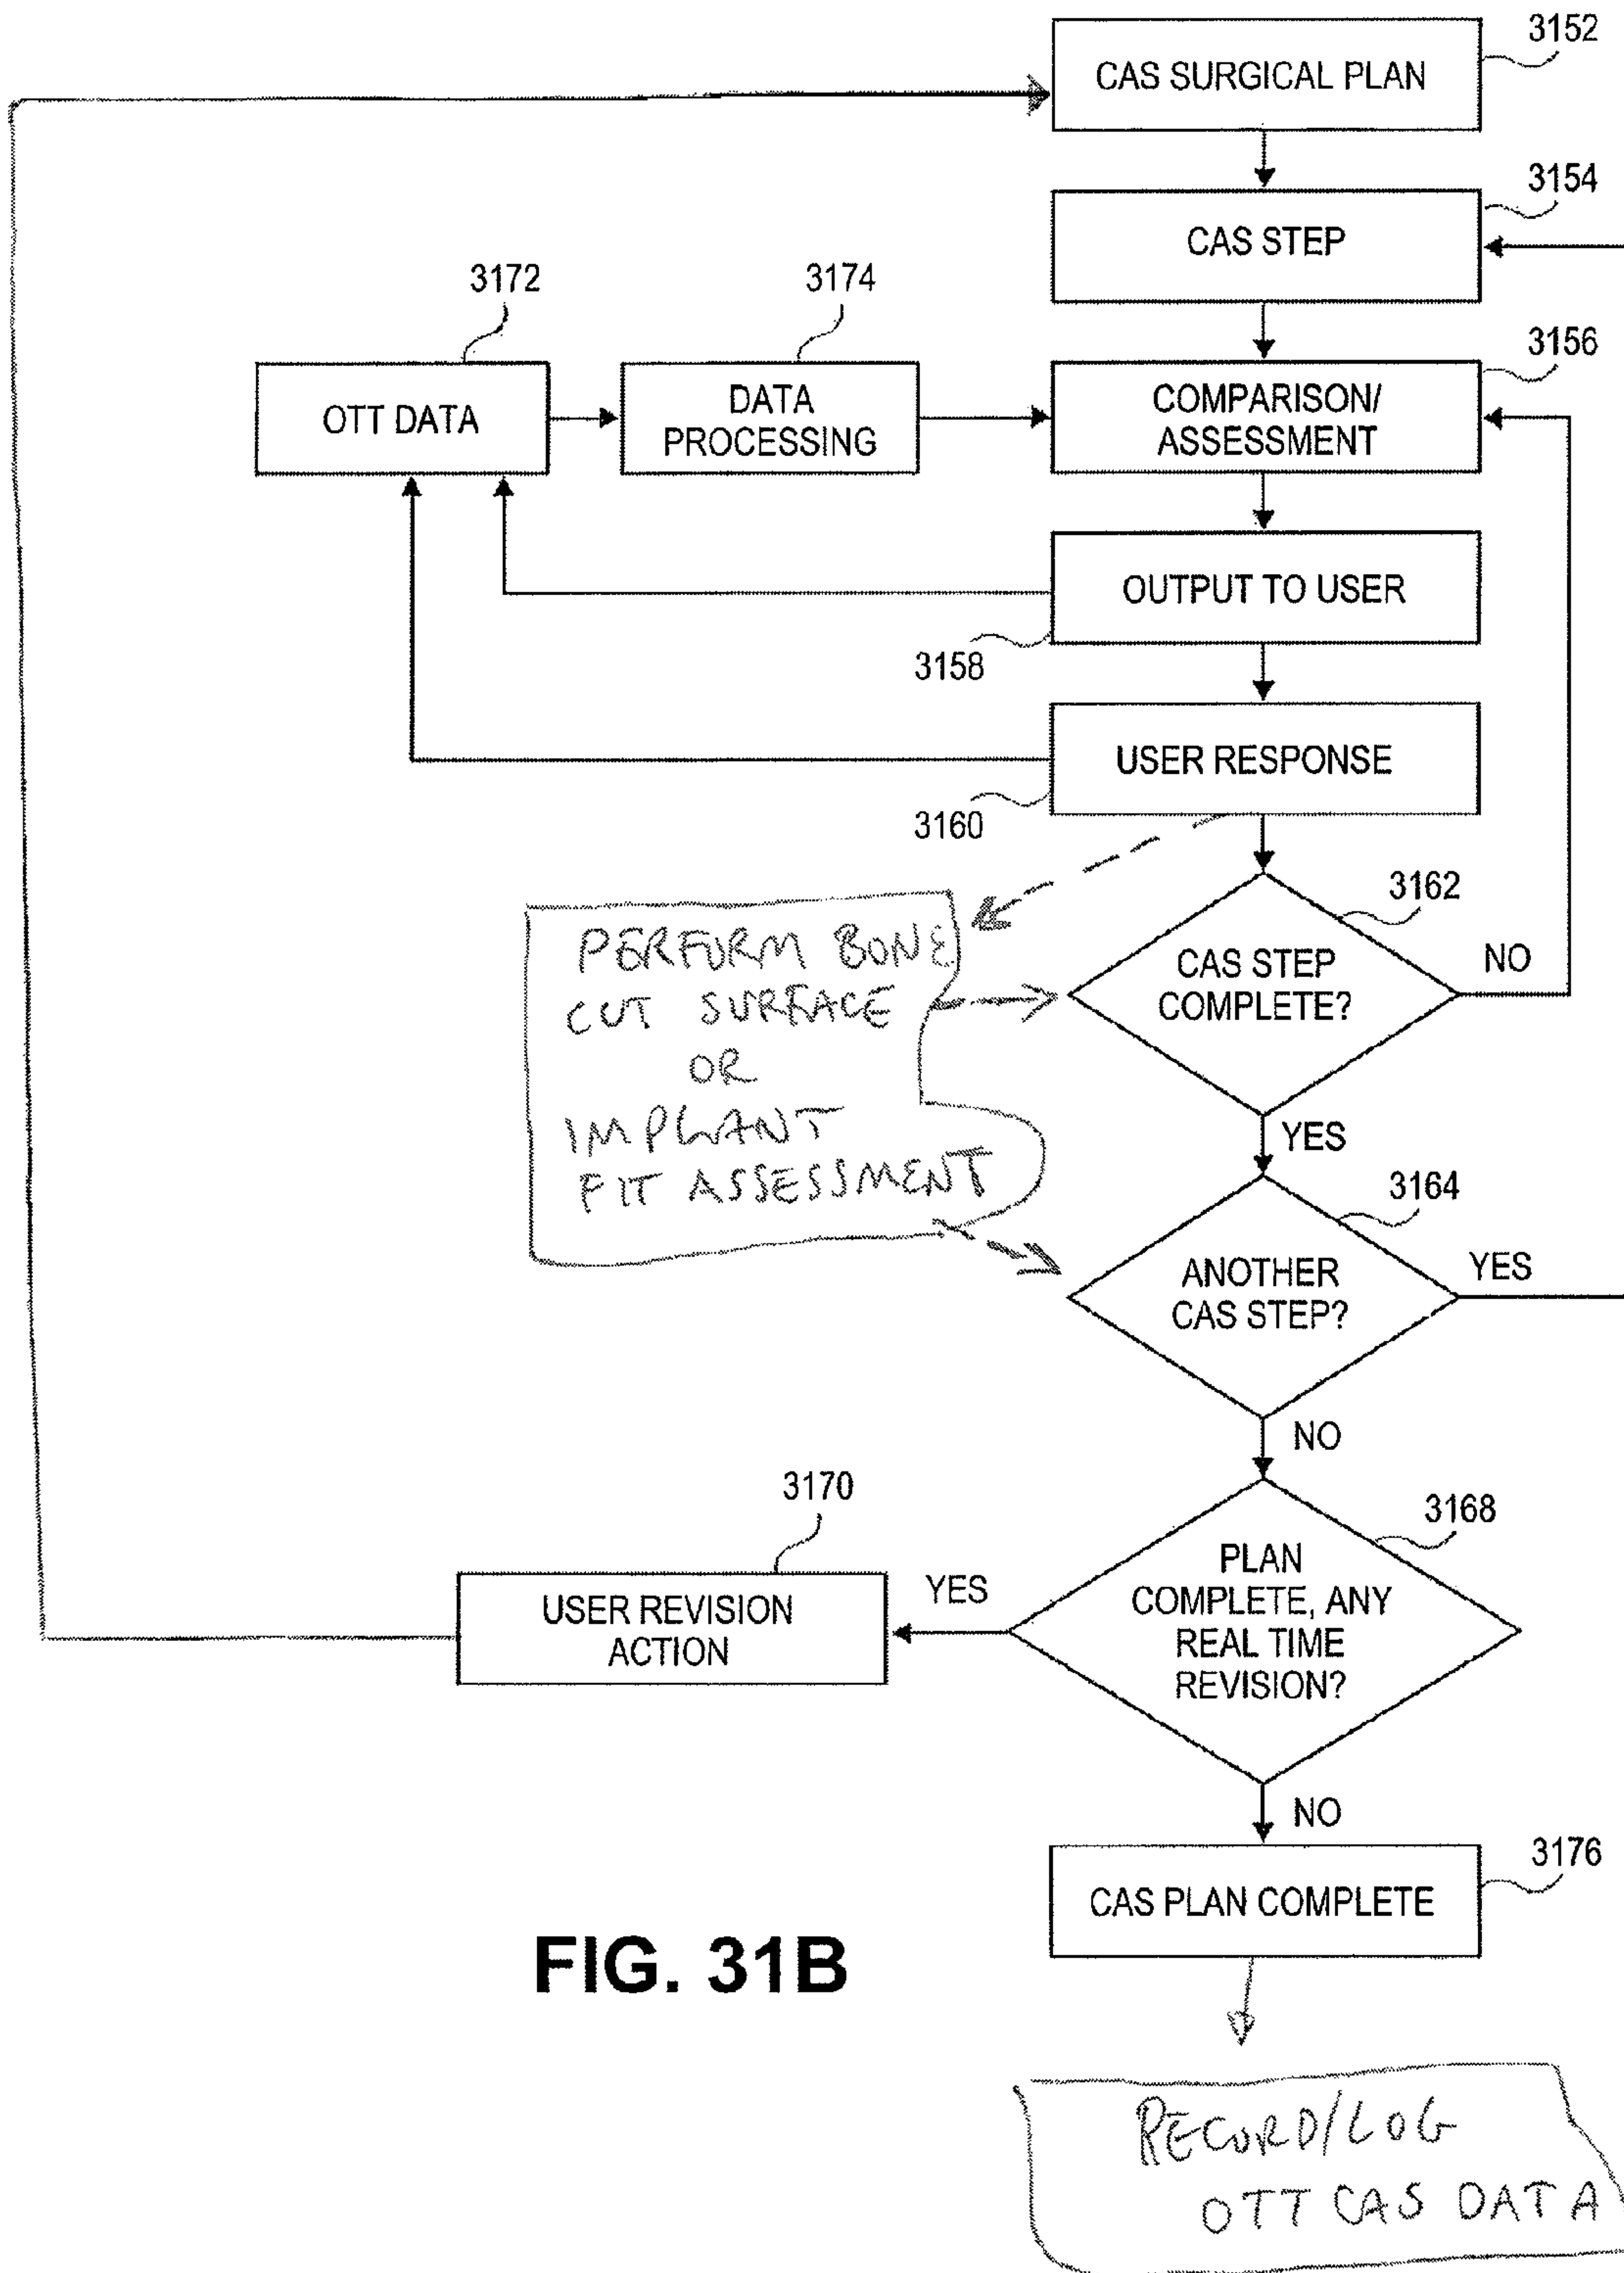 3152
CAS SURGICAL PLAN
3154
CAS STEP
3172
3174
3156
OTT DATA
DATA
PROCESSING
COMPARISON/
ASSESSMENT
OUTPUT TO USER
3158
USER RESPONSE
3160
3162
PERFORM BONE
CUT SURFACE
OR
IMPLANT
FIT ASSESSMENT
CAS STEP
COMPLETE?
NO
YES
3164
ANOTHER
CAS STEP?
YES
NO
3170
3168
USER REVISION
ACTION
YES
PLAN
COMPLETE, ANY
REAL TIME
REVISION?
NO
3176
CAS PLAN COMPLETE
FIG. 31B
RECORD/LOG
OTT CAS DATA